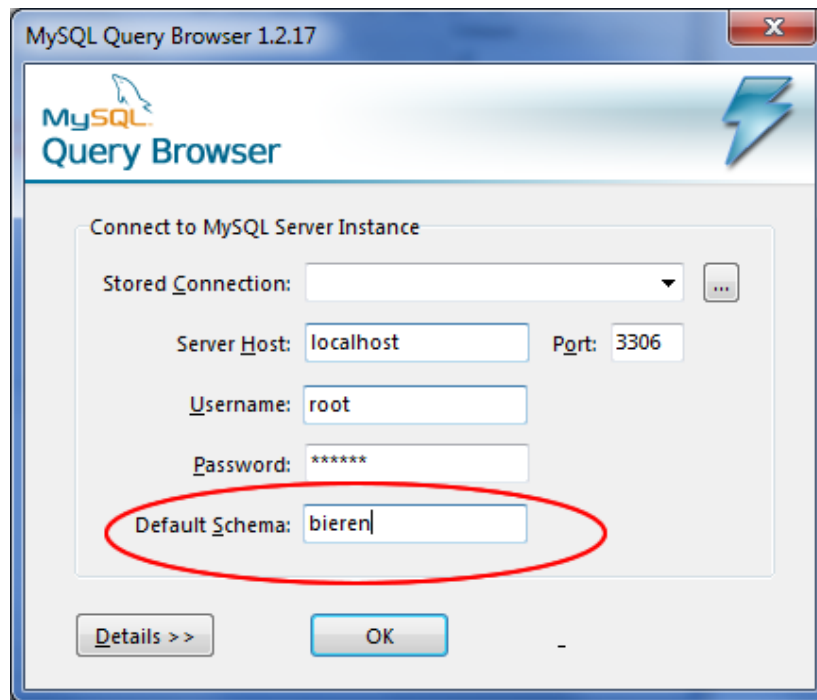 MySQL Query Browser 1.2.17
MySQL
Query Browser
Connect to MySQL Server Instance
Stored Connection:
...
Server Host: localhost Port: 3306
Username: root
Password: ******
Default Schema: bieren
Details >> OK -